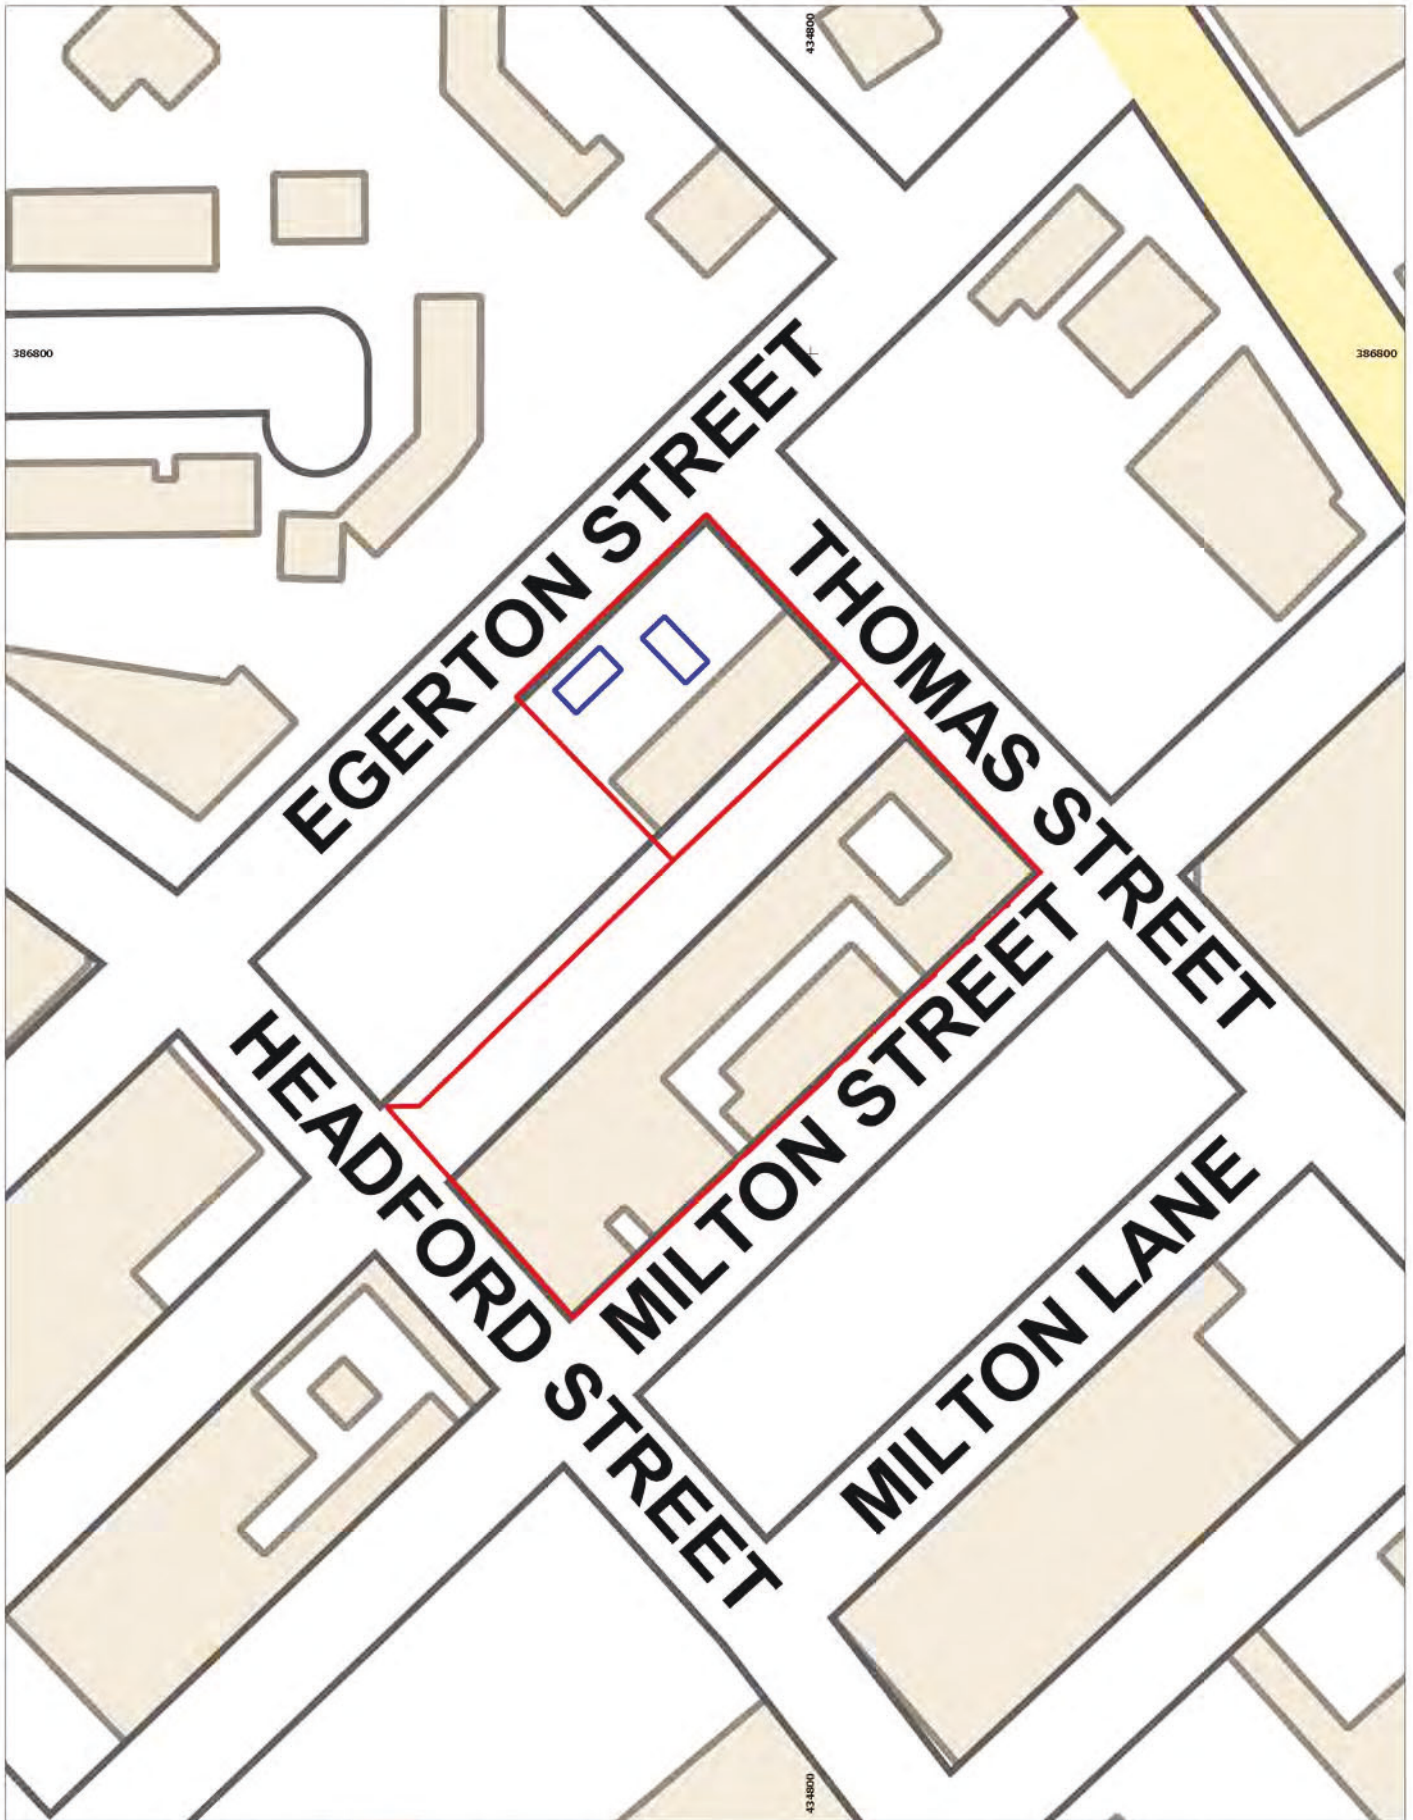 434800
386800
386800
EGERTON STREET
THOMAS STREET
HEADFORD STREET
MILTON STREET
MILTON LANE
434800